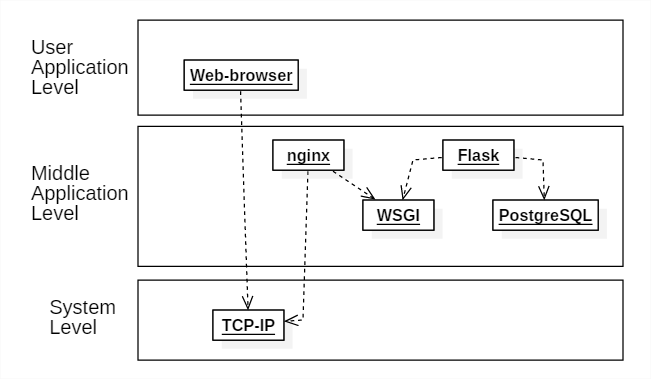 User
Application
Level
Web-browser
Middle
Application
Level
nginx
Flask
WSGI
PostgreSQL
System
Level
TCP-IP